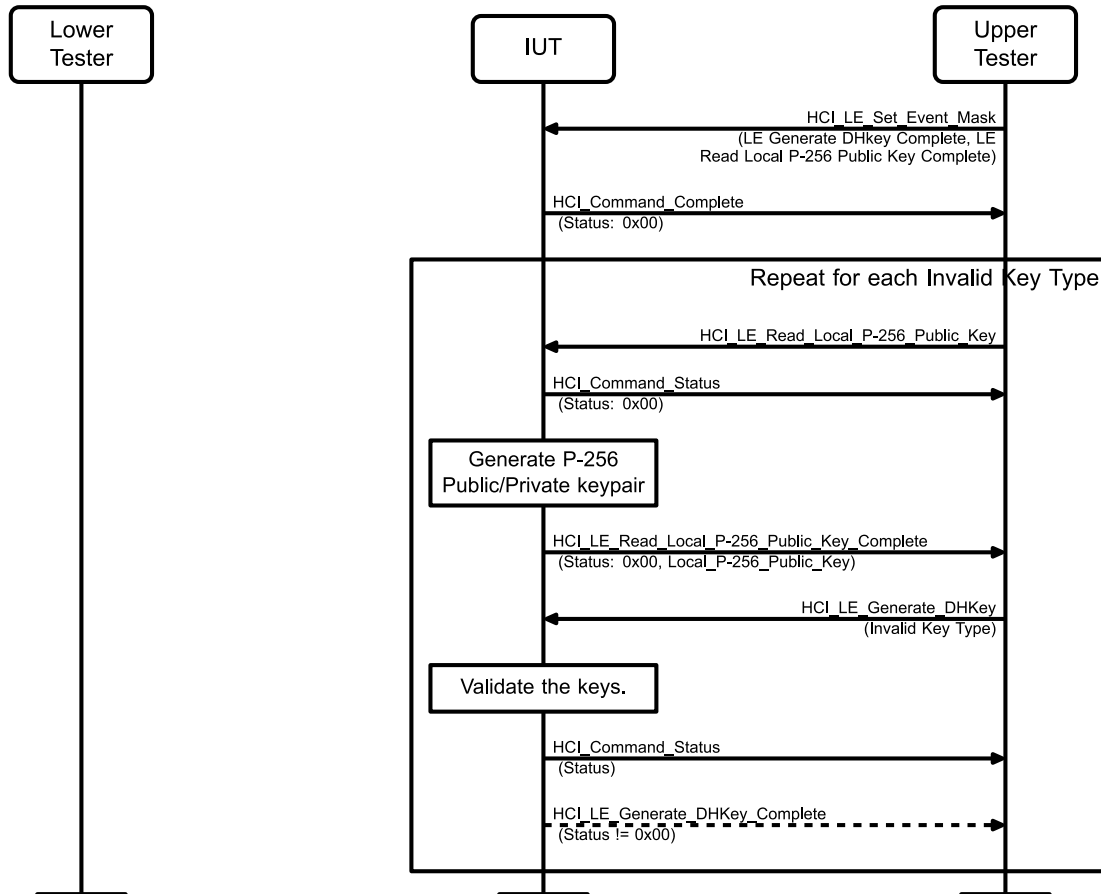 Lower
Tester
IUT
Upper
Tester
HCI_LE_Set_Event_Mask
(LE Generate DHkey Complete, LE
Read Local P-256 Public Key Complete)
HCI_Command_Complete
(Status: 0x00)
Repeat for each Invalid Key Type
HCI_LE_Read_Local_P-256_Public_Key
HCI_Command_Status
(Status: 0x00)
Generate P-256
Public/Private keypair
HCI_LE_Read_Local_P-256_Public_Key_Complete
(Status: 0x00, Local_P-256_Public_Key)
HCI_LE_Generate_DHKey
(Invalid Key Type)
Validate the keys.
HCI_Command_Status
(Status)
HCI_LE_Generate_DHKey_Complete
(Status != 0x00)